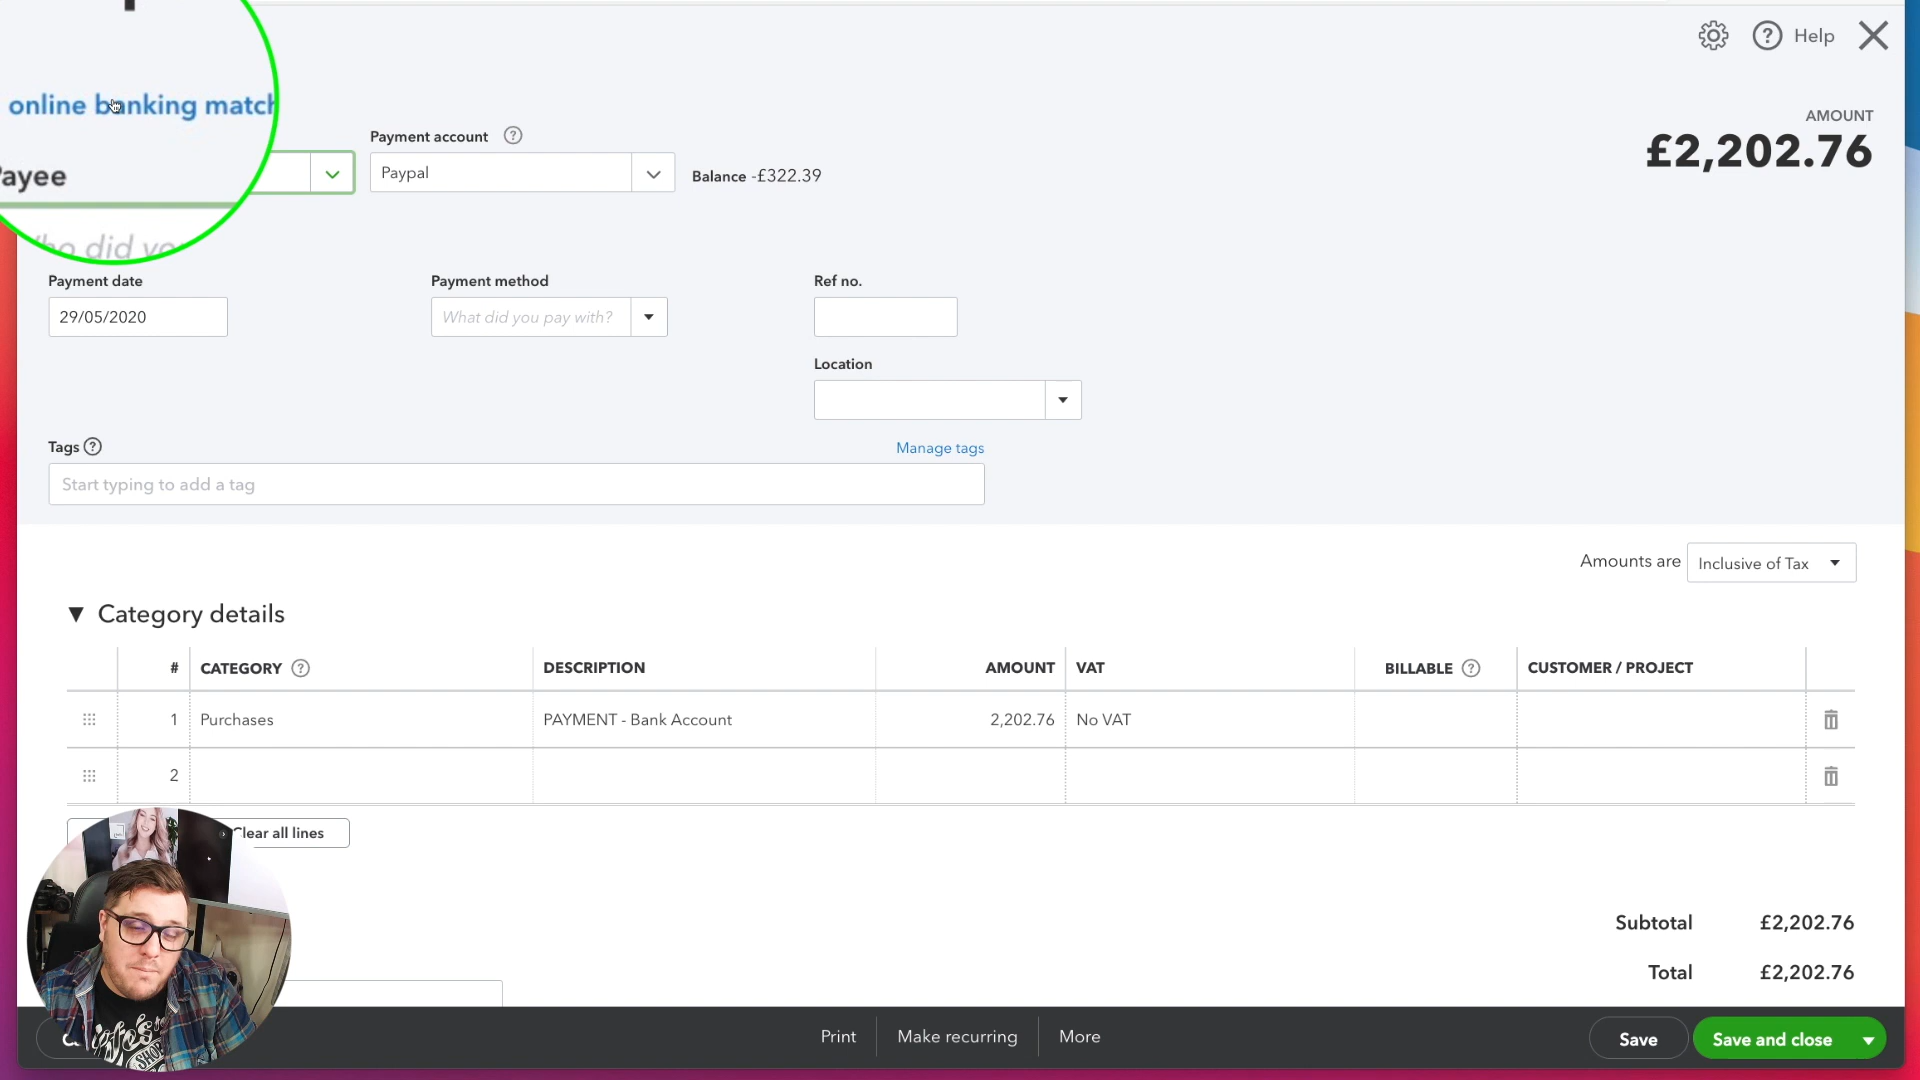 Help
online banking match
AMOUNT
£2,202.76
Payment account
Payee
Paypal
Balance -£322.39
did
Payment date
Payment method
Ref no.
29/05/2020
What did you pay with?
Location
Tags
Manage tags
Start typing to add a tag
Amounts are
Inclusive of Tax
Category details
# CATEGORY DESCRIPTION AMOUNT VAT BILLABLE CUSTOMER / PROJECT
1 Purchases PAYMENT - Bank Account 2,202.76 No VAT
2
Clear all lines
Subtotal £2,202.76
Total £2,202.76
Print
Make recurring
More
Save
Save and close
SHOP